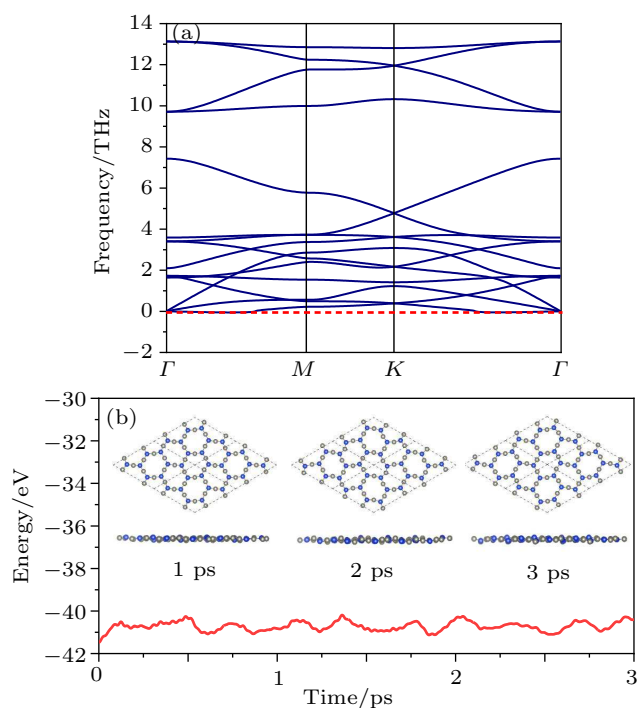 (a)
14
12
10
8
6
4
2
0
−2
Frequency/THz
Γ M K Γ
(b)
−30
−32
−34
−36
−38
−40
−42
Energy/eV
1 ps 2 ps 3 ps
0 1 2 3
Time/ps